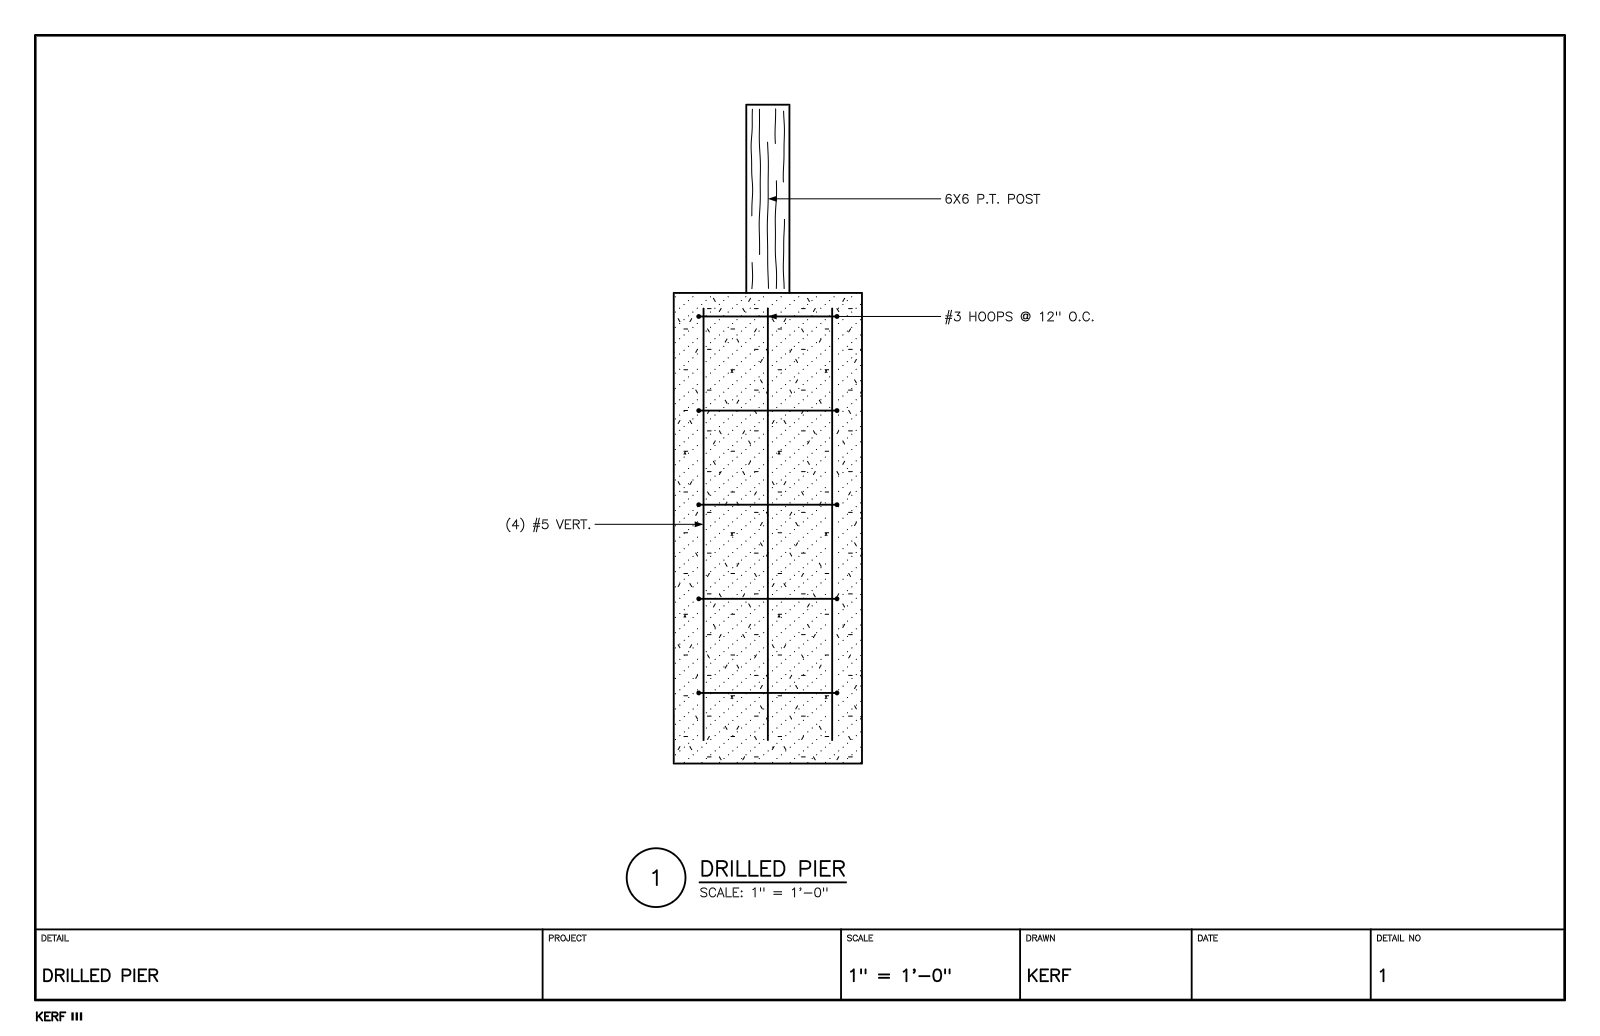 6X6 P.T. POST
#3 HOOPS @ 12" O.C.
(4) #5 VERT.
1
DRILLED PIER
SCALE: 1" = 1'-0"
DETAIL
DRILLED PIER
PROJECT
SCALE
1" = 1'-0"
DRAWN
KERF
DATE
DETAIL NO
1
KERF III